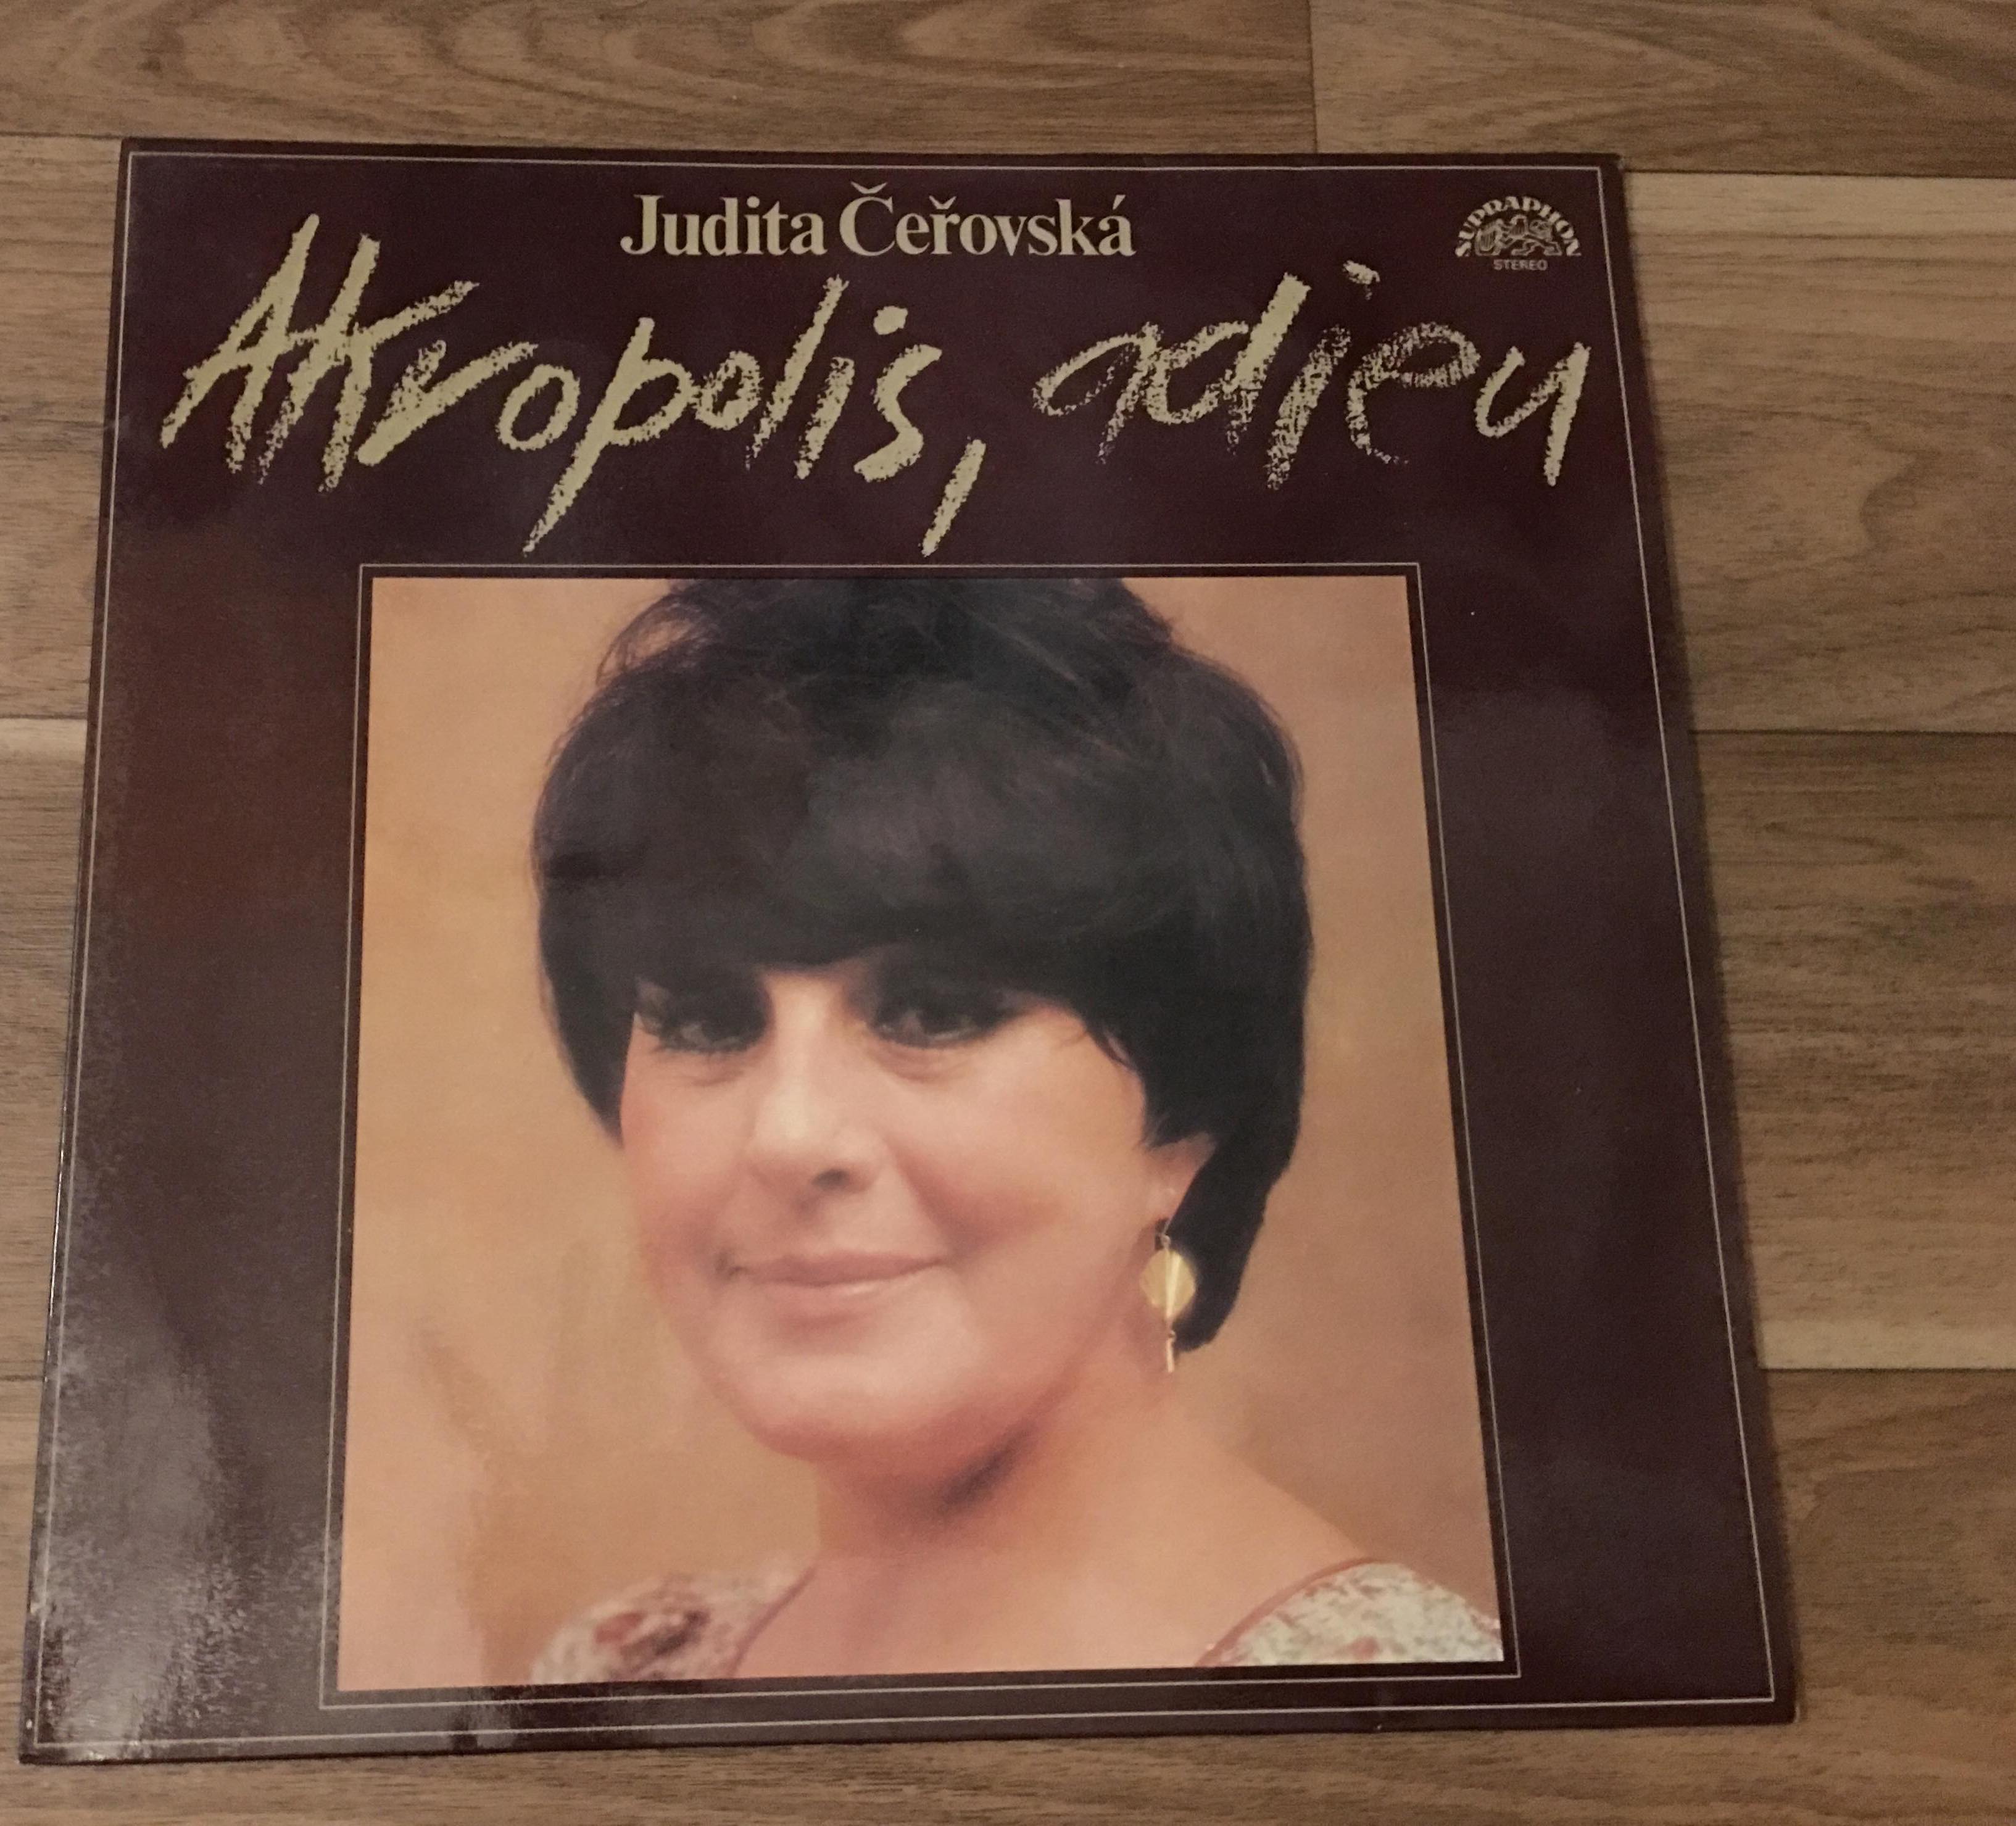 Judita Čeřovská
SUPRAPHON
STEREO
Akropolis, adieu